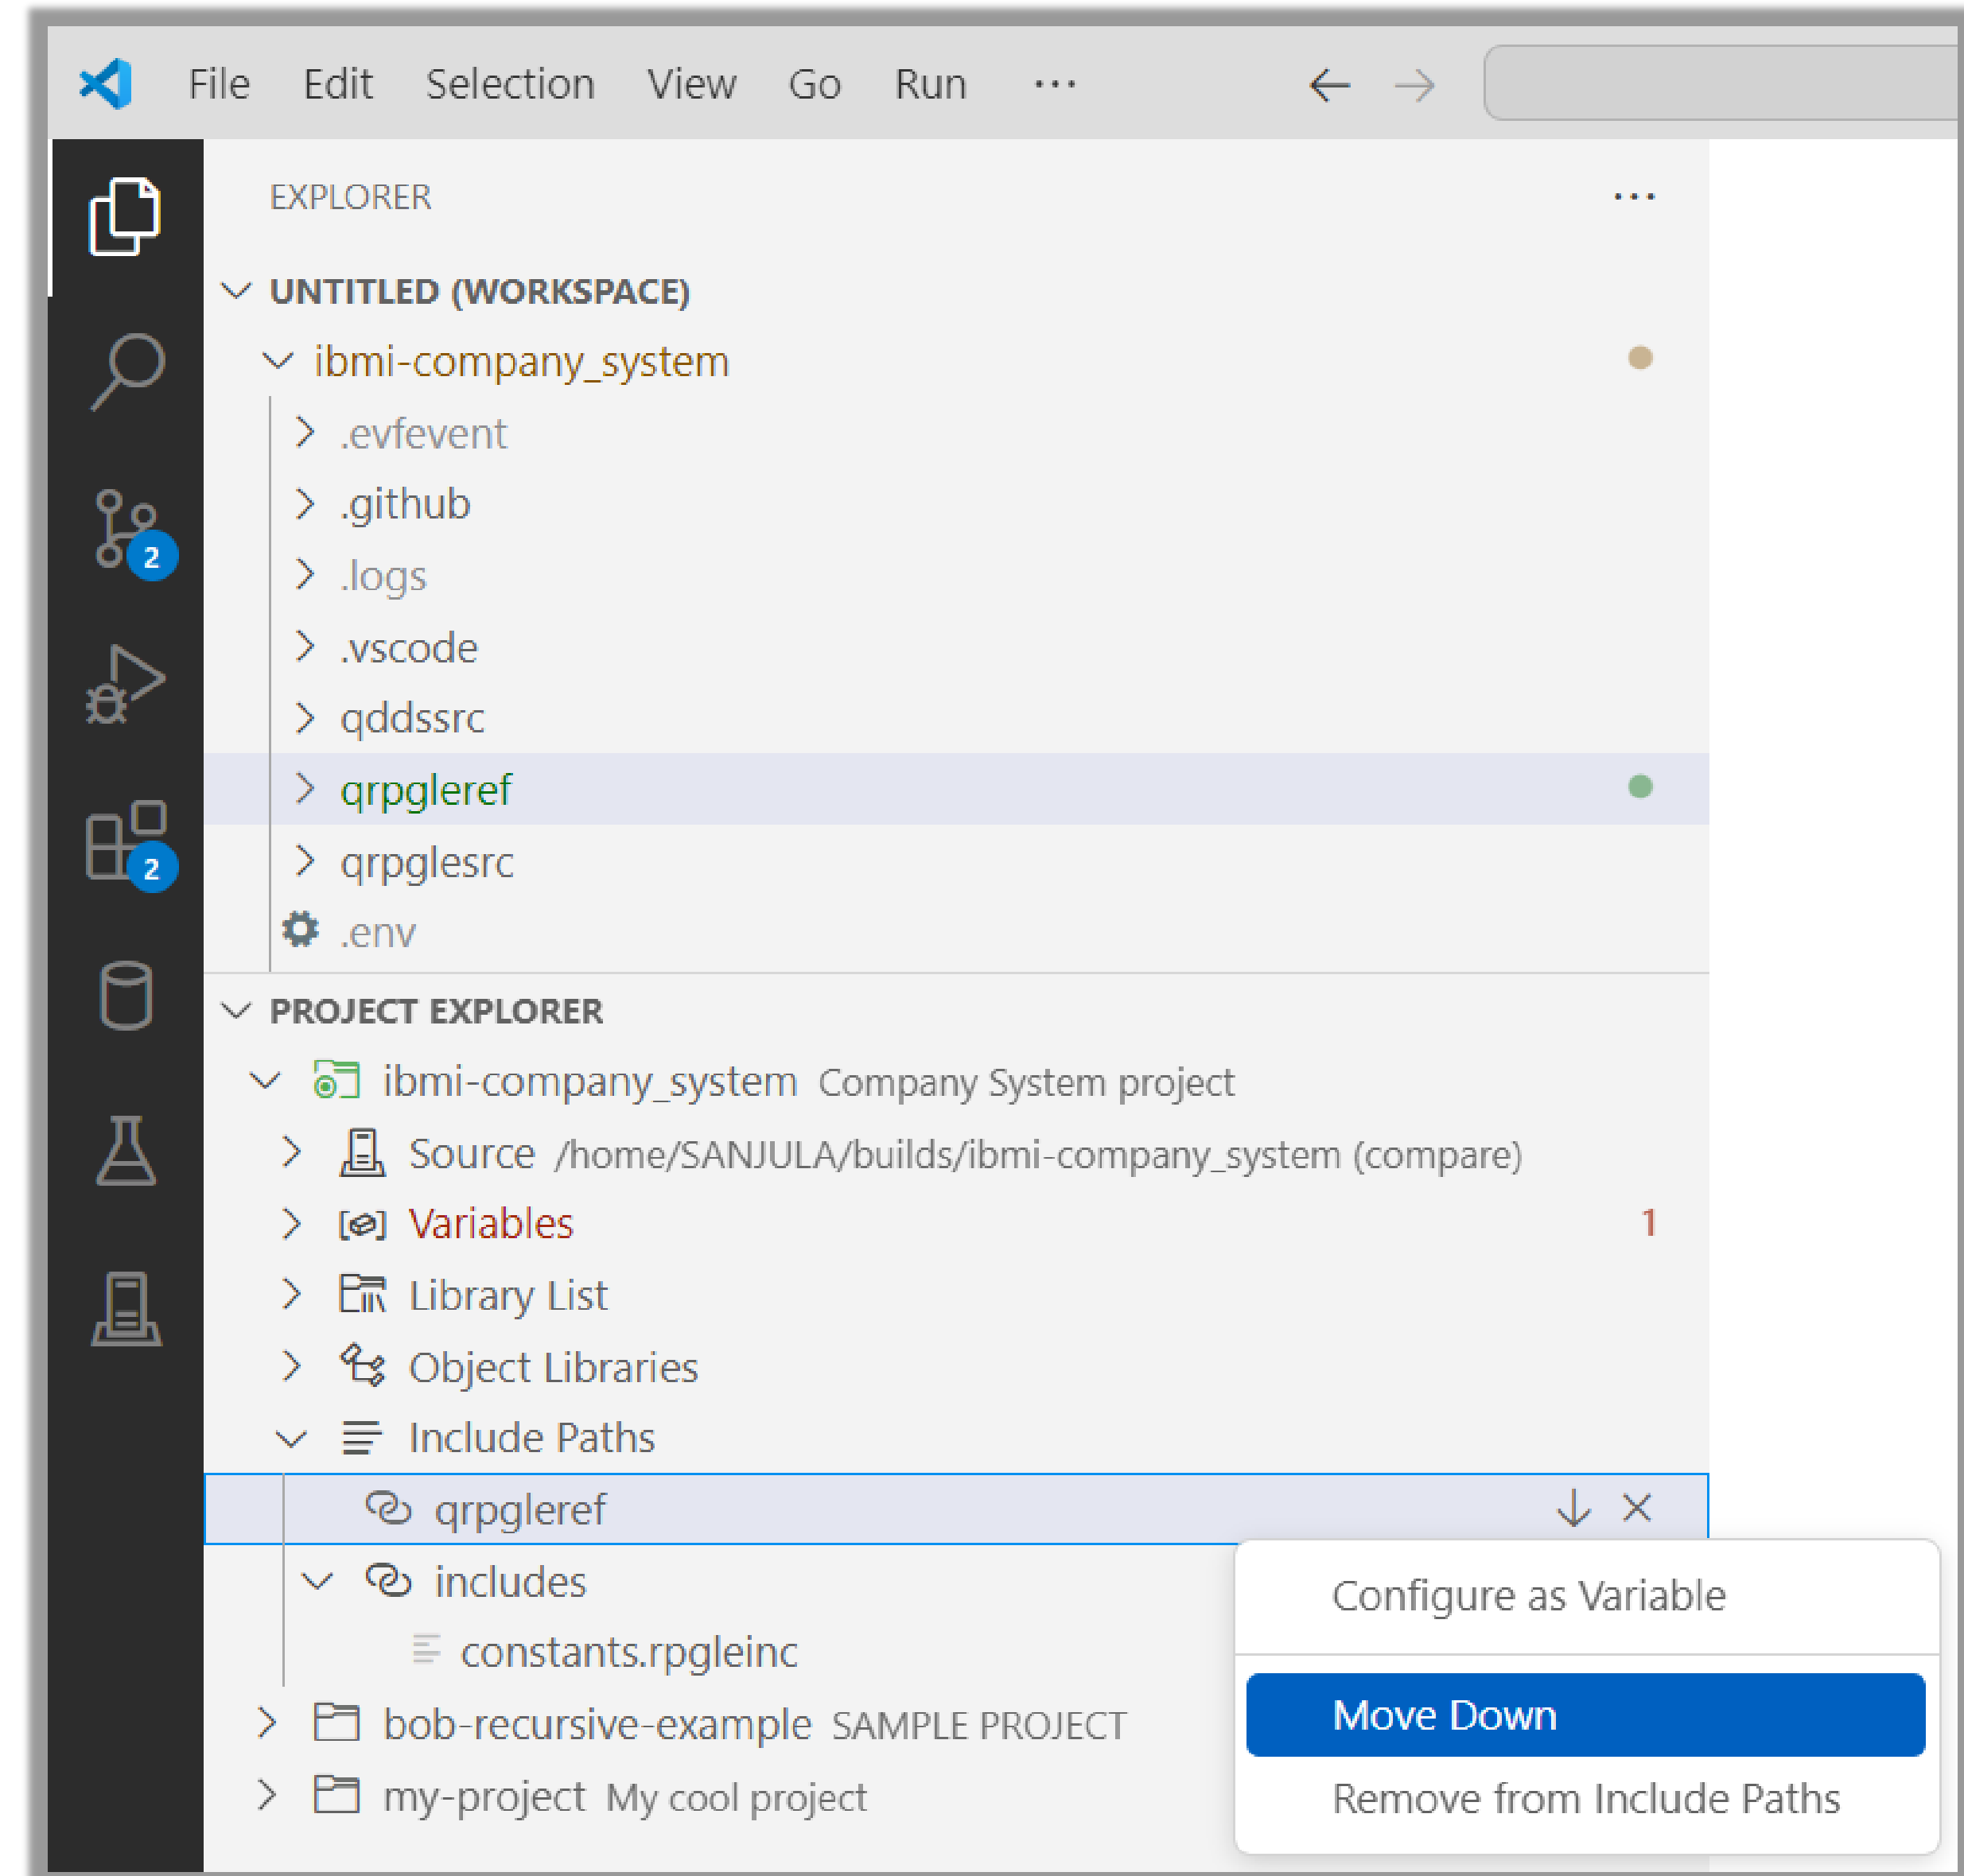 File Edit Selection View Go Run ...
EXPLORER ...
UNTITLED (WORKSPACE)
ibmi-company_system
.evfevent
.github
.logs
.vscode
qddssrc
qrpgleref
qrpglesrc
.env
2
2
PROJECT EXPLORER
ibmi-company_system Company System project
Source /home/SANJULA/builds/ibmi-company_system (compare)
Variables 1
Library List
Object Libraries
Include Paths
qrpgleref
includes
constants.rpgleinc
bob-recursive-example SAMPLE PROJECT
my-project My cool project
Configure as Variable
Move Down
Remove from Include Paths